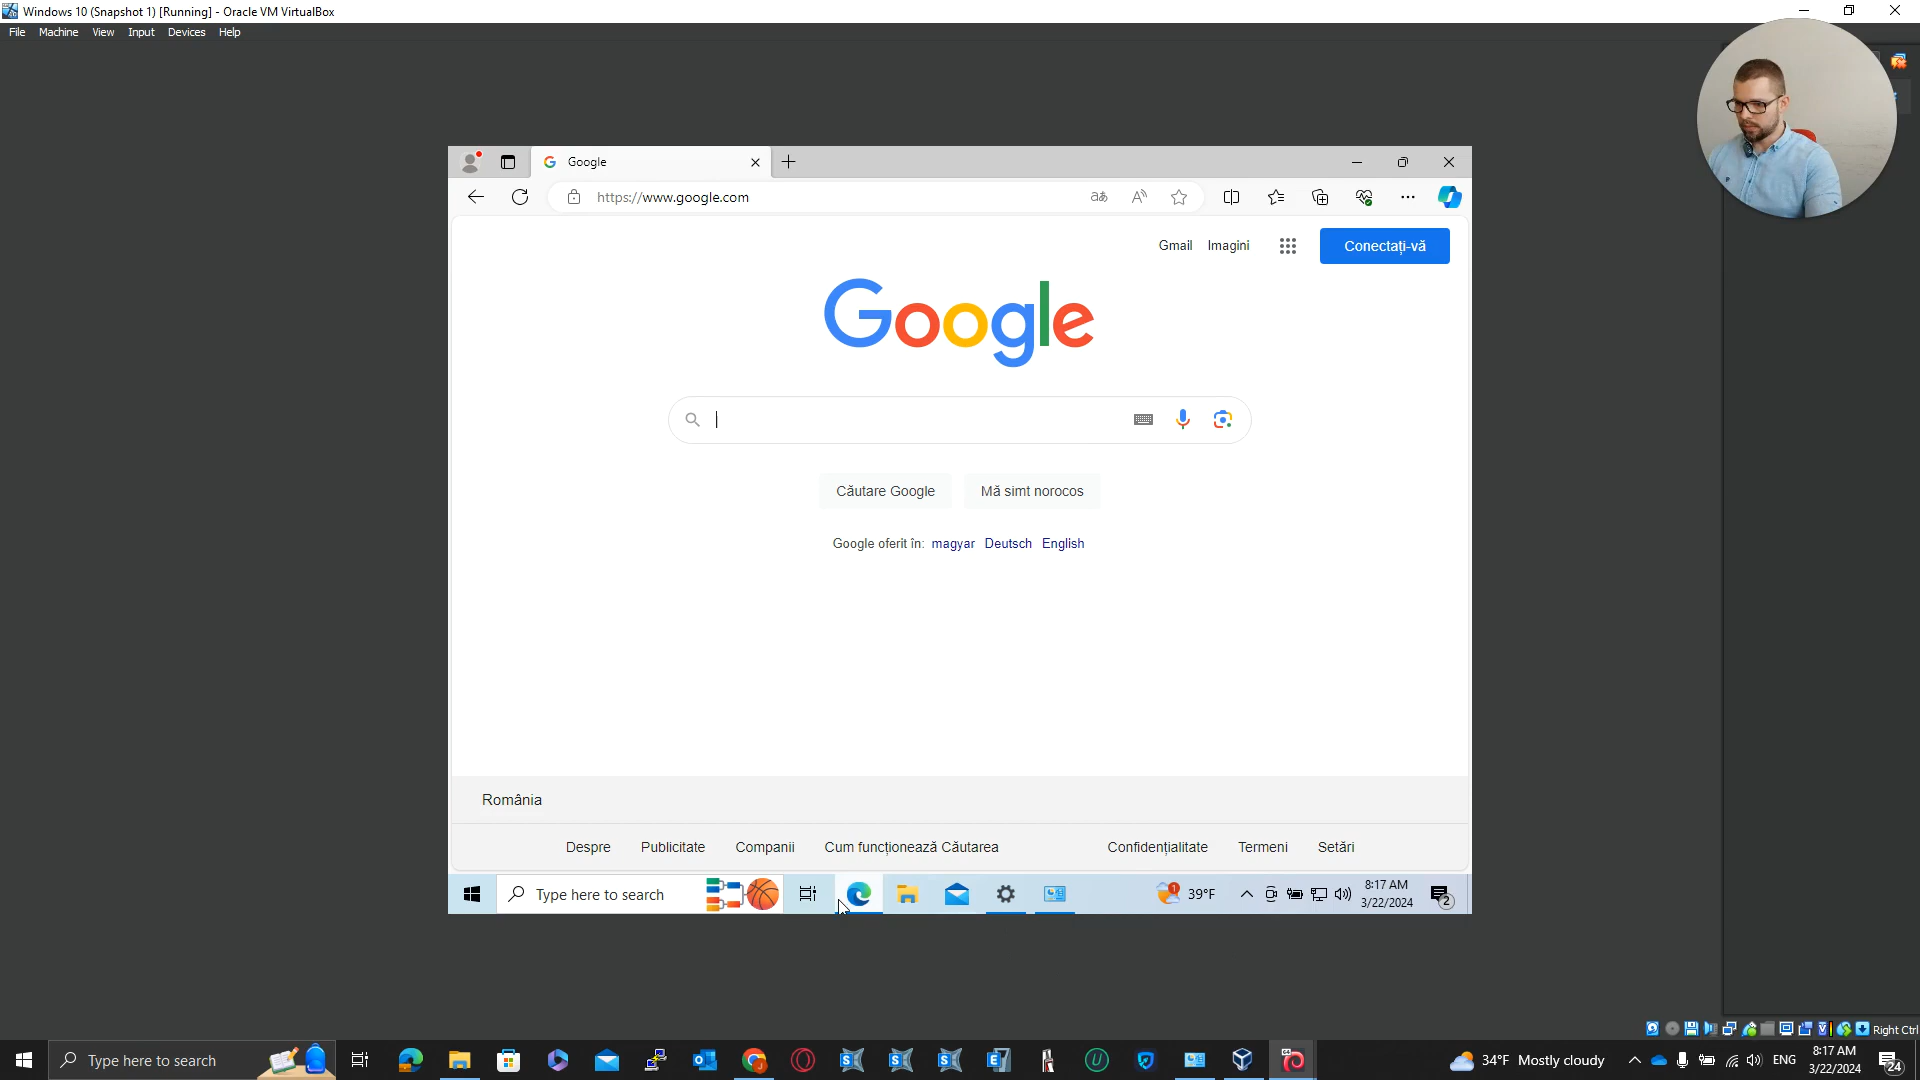 Windows 10 (Snapshot 1) [Running] - Oracle VM VirtualBox
File Machine View Input Devices Help
Google
https://www.google.com
Gmail Imagini Conectați-vă
Google
Căutare Google Mă simt norocos
Google oferit în: magyar Deutsch English
România
Despre Publicitate Companii Cum funcționează Căutarea Confidențialitate Termeni Setări
Type here to search 1 39°F 8:17 AM
3/22/2024 2
Right Ctrl
Type here to search 34°F Mostly cloudy ENG 8:17 AM
3/22/2024 24